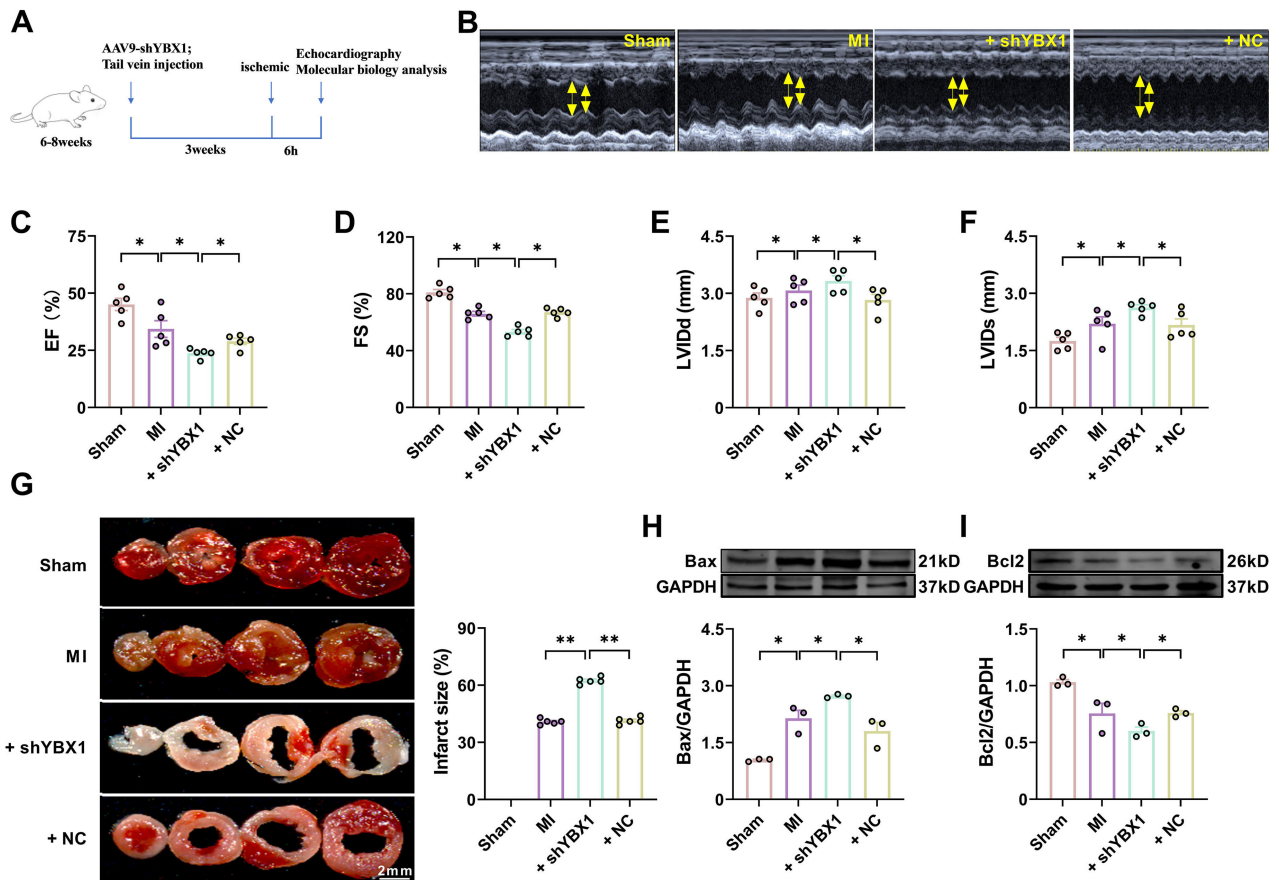 A
AAV9-shYBX1;
Tail vein injection
ischemic
Echocardiography
Molecular biology analysis
6-8weeks
3weeks
6h
B
Sham
MI
+ shYBX1
+ NC
C
EF (%)
75
50
25
0
* * *
Sham
MI
+ shYBX1
+ NC
D
FS (%)
120
80
40
0
* * *
Sham
MI
+ shYBX1
+ NC
E
LVIDd (mm)
4.5
3.0
1.5
0.0
* * *
Sham
MI
+ shYBX1
+ NC
F
LVIDs (mm)
4.5
3.0
1.5
0.0
* * *
Sham
MI
+ shYBX1
+ NC
G
Sham
MI
+ shYBX1
+ NC
2mm
Infarct size (%)
90
60
30
0
** **
Sham
MI
+ shYBX1
+ NC
H
Bax 21kD
GAPDH 37kD
Bax/GAPDH
4.5
3.0
1.5
0.0
* * *
Sham
MI
+ shYBX1
+ NC
I
Bcl2 26kD
GAPDH 37kD
Bcl2/GAPDH
1.5
1.0
0.5
0.0
* * *
Sham
MI
+ shYBX1
+ NC